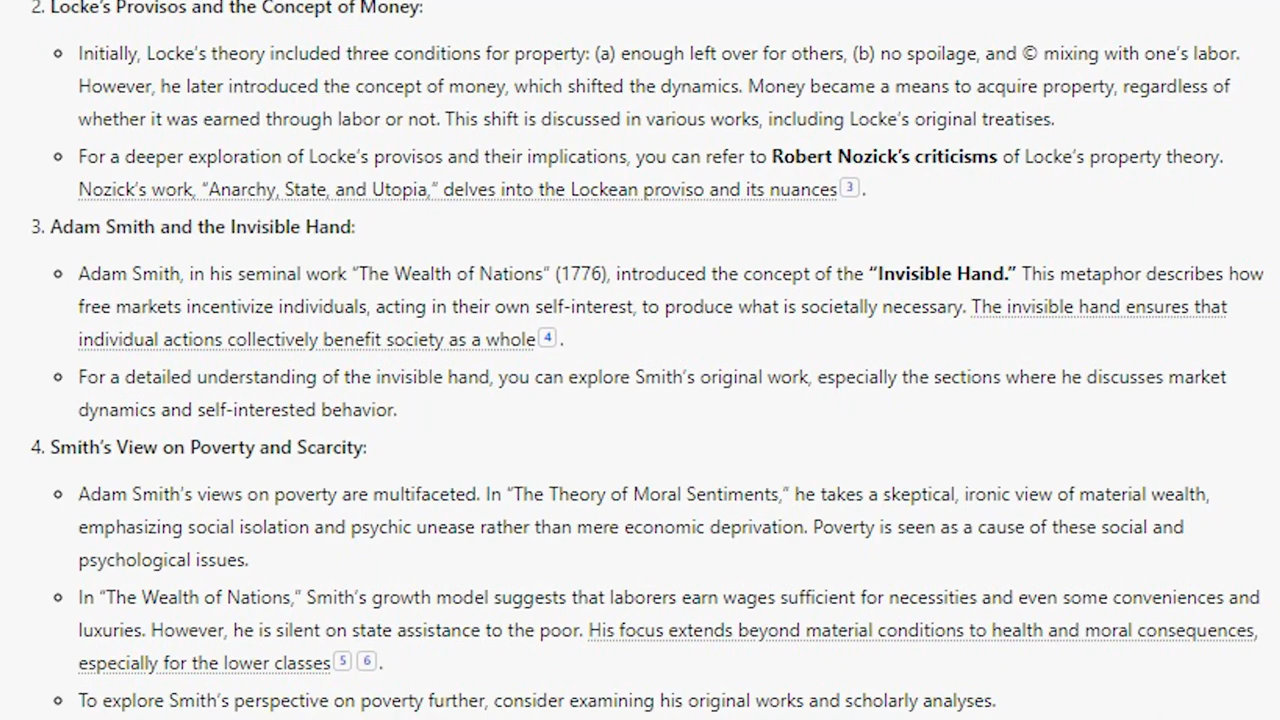 2. Locke's Provisos and the Concept of Money:
Initially, Locke's theory included three conditions for property: (a) enough left over for others, (b) no spoilage, and © mixing with one's labor.
However, he later introduced the concept of money, which shifted the dynamics. Money became a means to acquire property, regardless of
whether it was earned through labor or not. This shift is discussed in various works, including Locke's original treatises.
For a deeper exploration of Locke's provisos and their implications, you can refer to Robert Nozick's criticisms of Locke's property theory.
Nozick's work, "Anarchy, State, and Utopia," delves into the Lockean proviso and its nuances 3 .
3. Adam Smith and the Invisible Hand:
Adam Smith, in his seminal work "The Wealth of Nations" (1776), introduced the concept of the "Invisible Hand." This metaphor describes how
free markets incentivize individuals, acting in their own self-interest, to produce what is societally necessary. The invisible hand ensures that
individual actions collectively benefit society as a whole 4 .
For a detailed understanding of the invisible hand, you can explore Smith's original work, especially the sections where he discusses market
dynamics and self-interested behavior.
4. Smith's View on Poverty and Scarcity:
Adam Smith's views on poverty are multifaceted. In "The Theory of Moral Sentiments," he takes a skeptical, ironic view of material wealth,
emphasizing social isolation and psychic unease rather than mere economic deprivation. Poverty is seen as a cause of these social and
psychological issues.
In "The Wealth of Nations," Smith's growth model suggests that laborers earn wages sufficient for necessities and even some conveniences and
luxuries. However, he is silent on state assistance to the poor. His focus extends beyond material conditions to health and moral consequences,
especially for the lower classes 5 6 .
To explore Smith's perspective on poverty further, consider examining his original works and scholarly analyses.